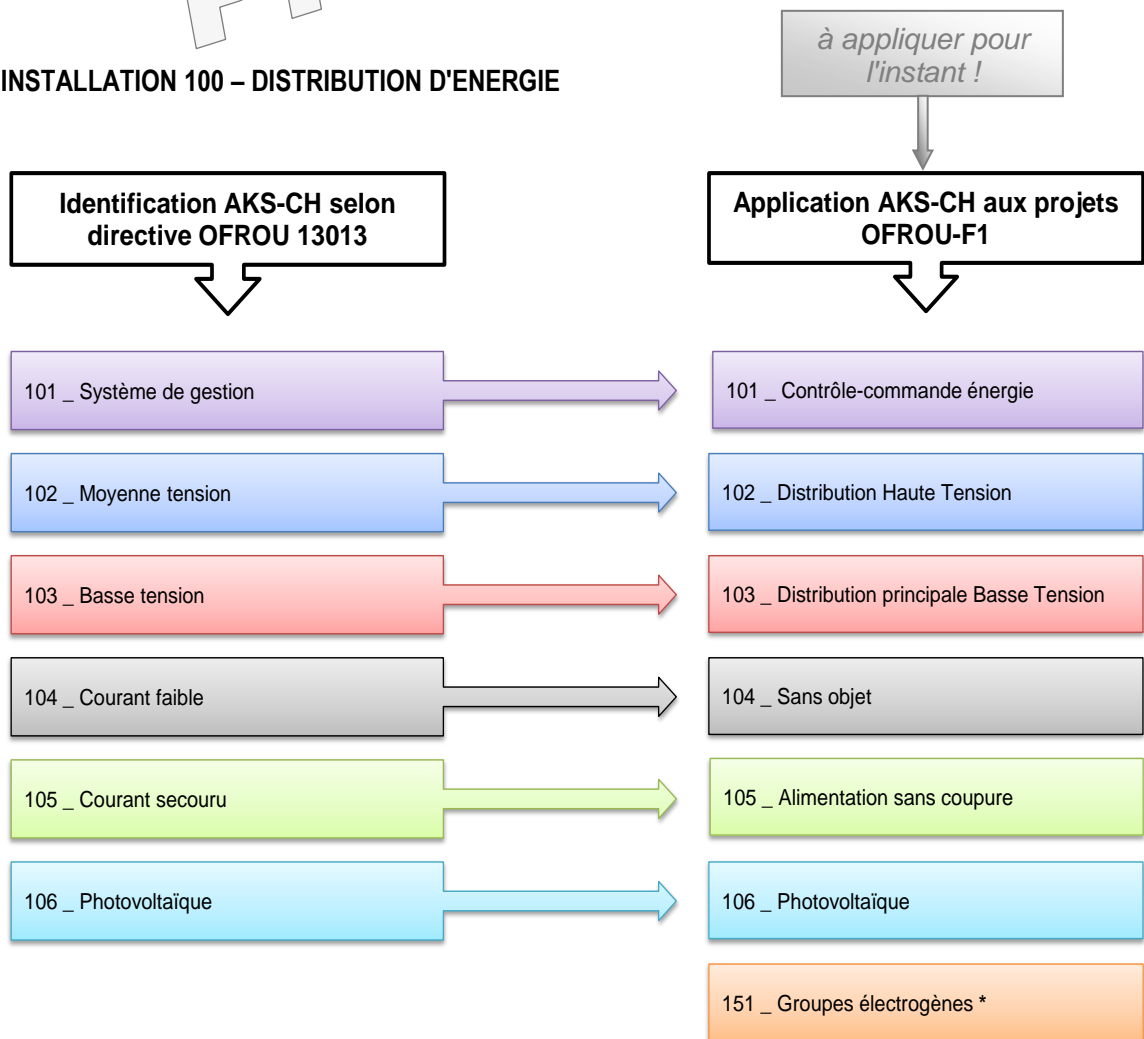 à appliquer pour
l'instant !
INSTALLATION 100 – DISTRIBUTION D'ENERGIE
Identification AKS-CH selon
directive OFROU 13013
Application AKS-CH aux projets
OFROU-F1
101 _ Système de gestion
101 _ Contrôle-commande énergie
102 _ Moyenne tension
102 _ Distribution Haute Tension
103 _ Basse tension
103 _ Distribution principale Basse Tension
104 _ Courant faible
104 _ Sans objet
105 _ Courant secouru
105 _ Alimentation sans coupure
106 _ Photovoltaïque
106 _ Photovoltaïque
151 _ Groupes électrogènes *